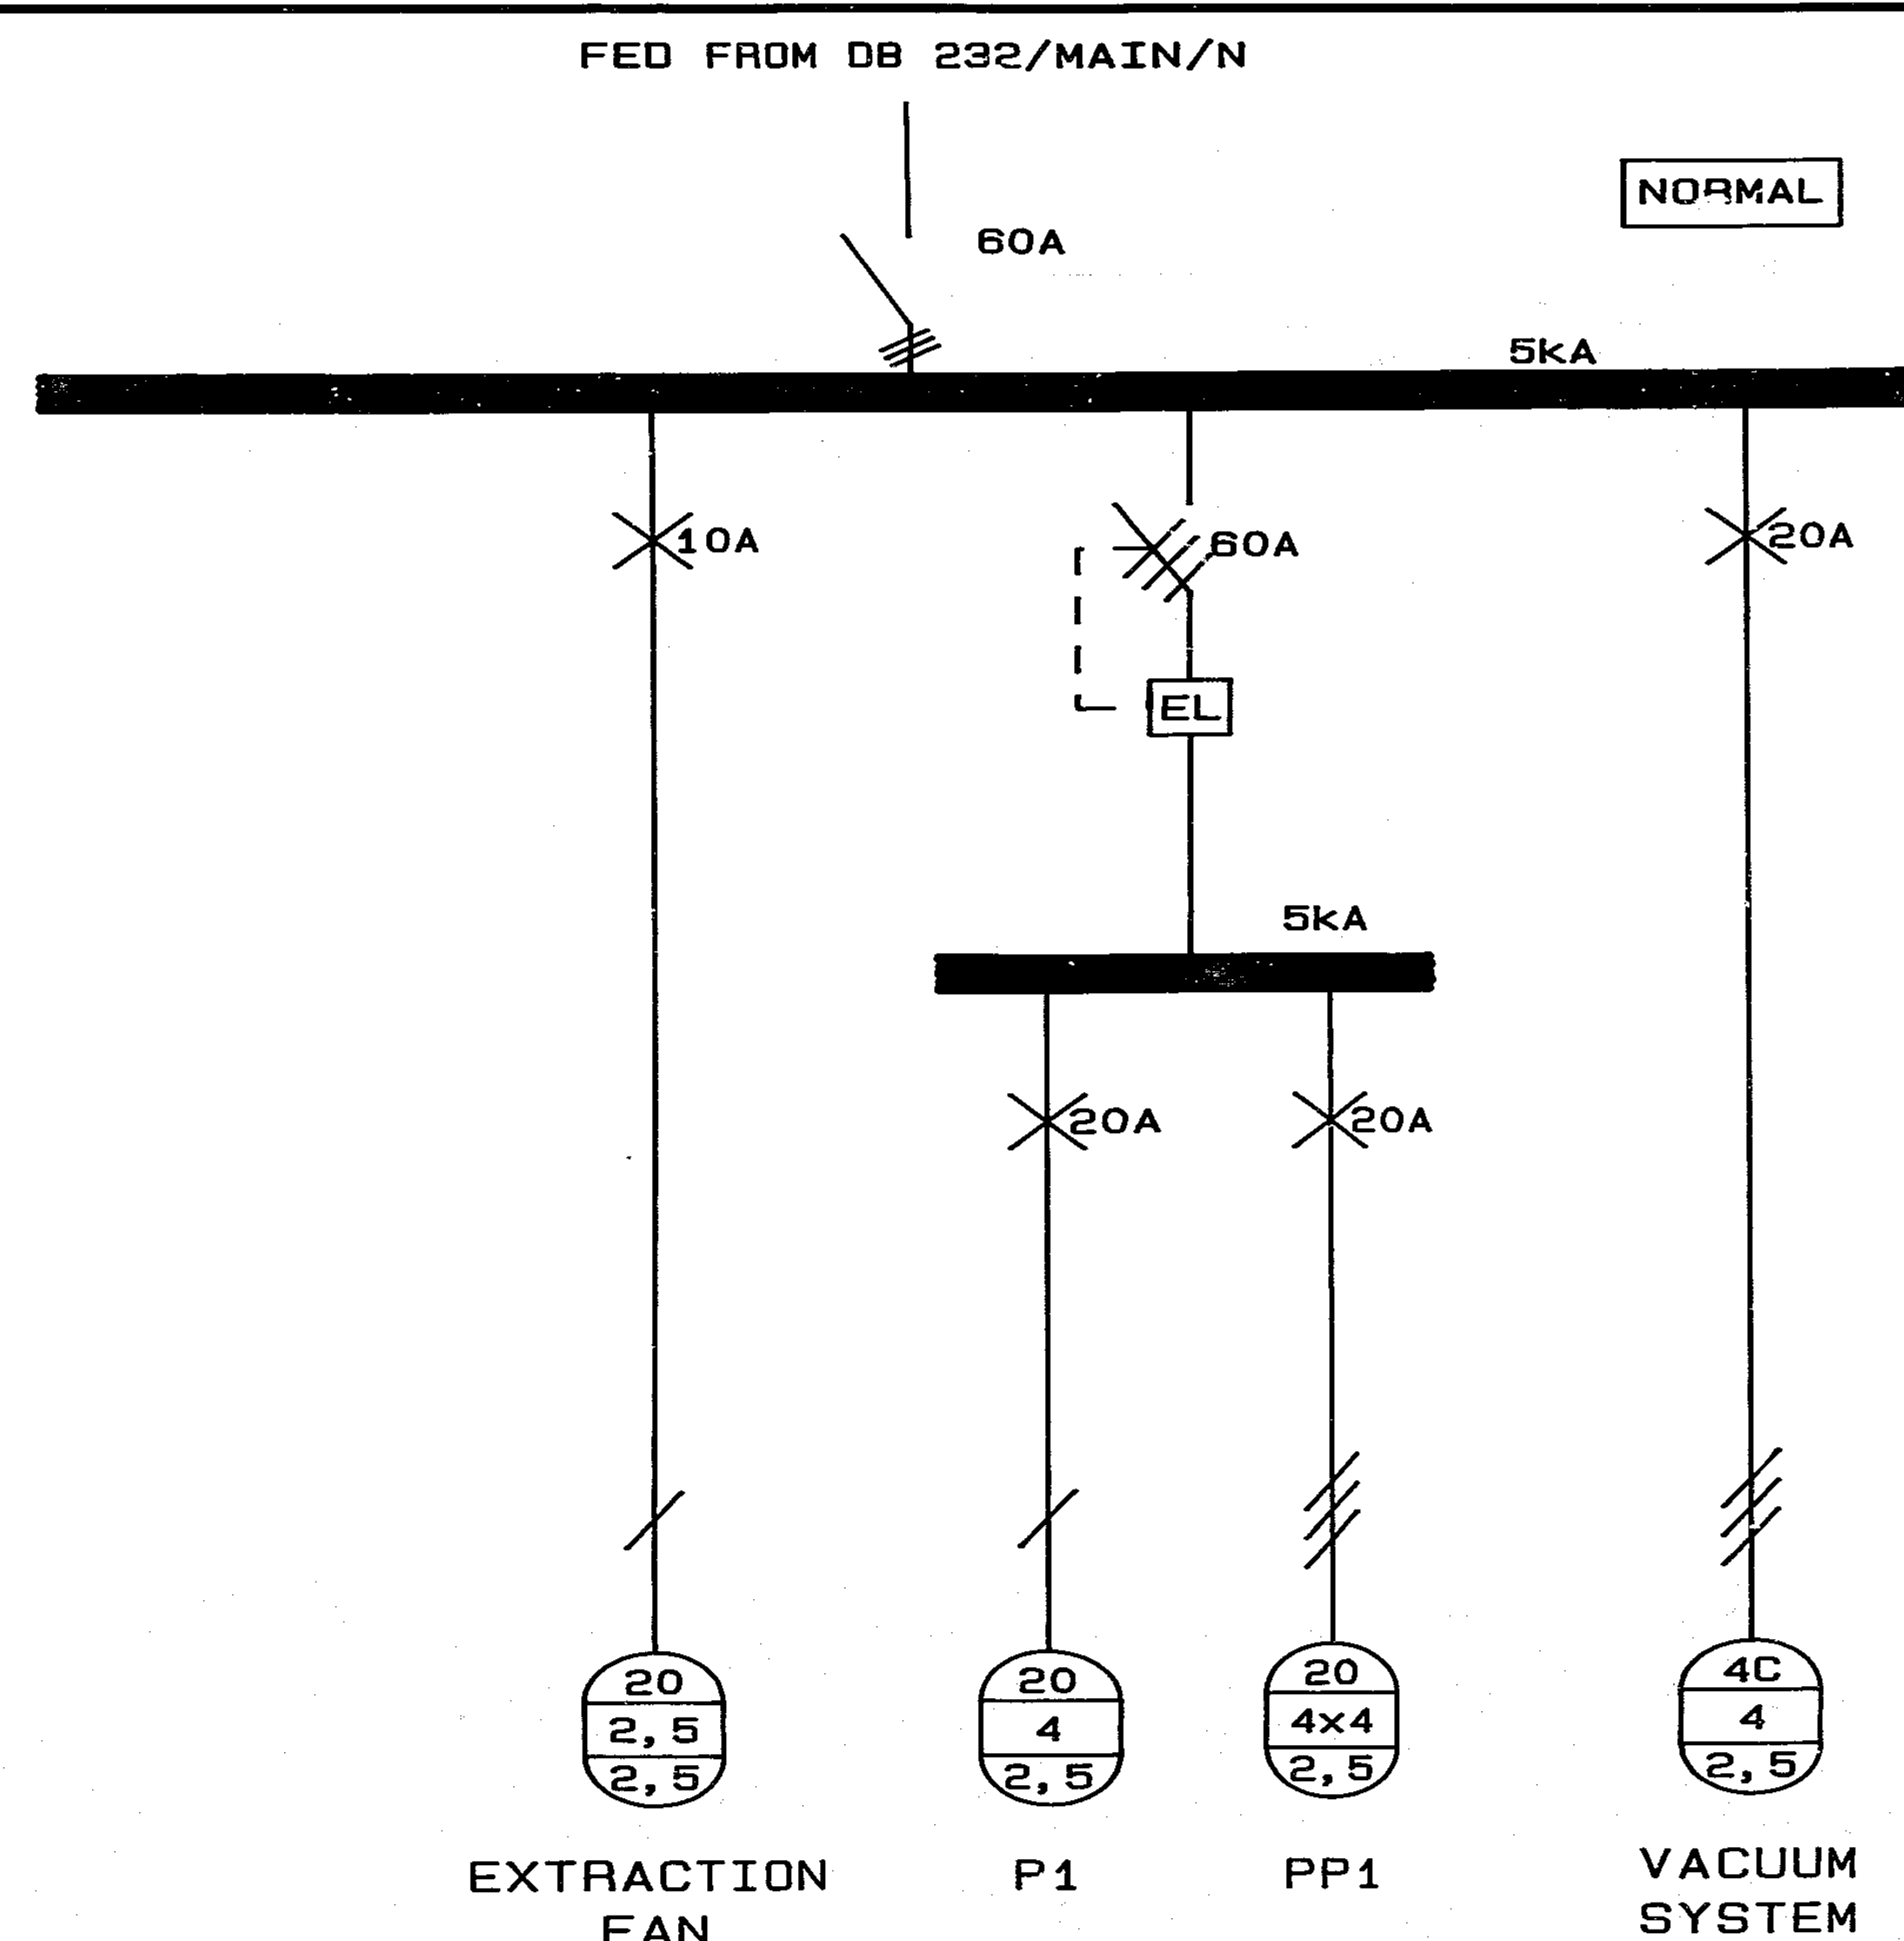 FED FROM DB 232/MAIN/N
NORMAL
60A
5kA
10A
60A
20A
EL
5kA
20A
20A
20
2,5
2,5
20
4
2,5
20
4x4
2,5
4C
4
2,5
EXTRACTION
FAN
P1
PP1
VACUUM
SYSTEM